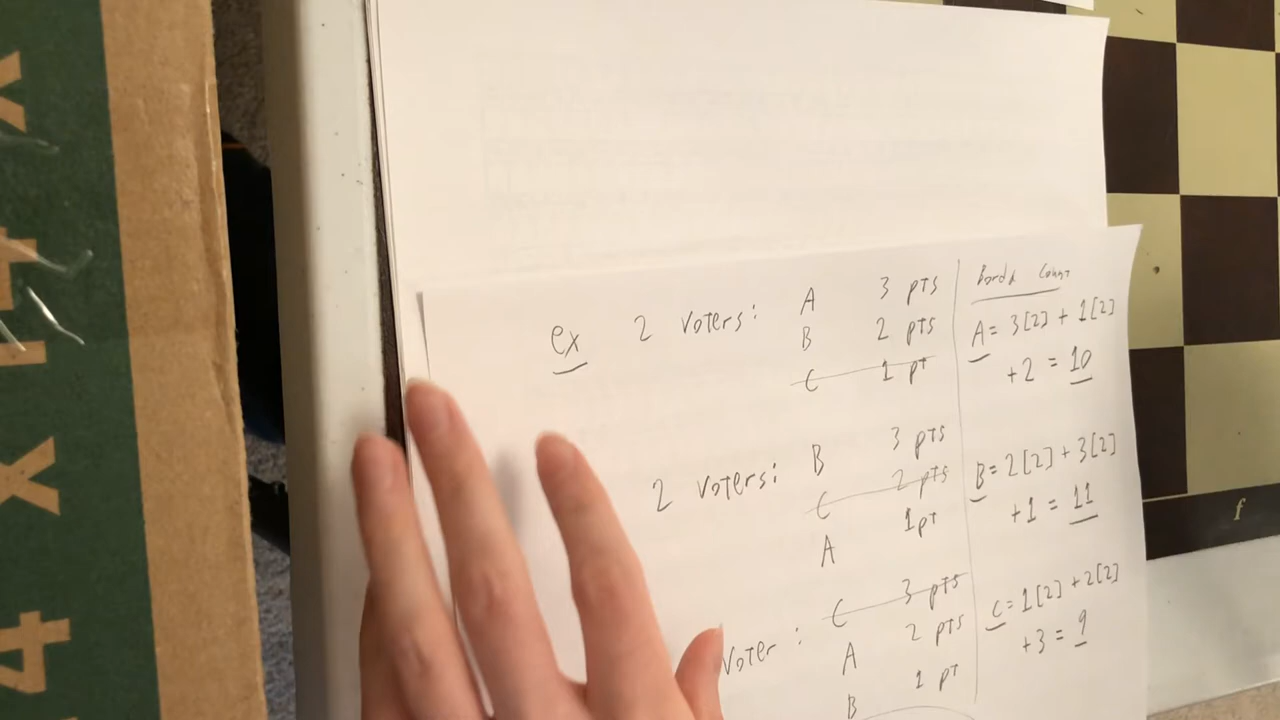 ex 2 voters: A 3 pts
B 2 pts
C 1 pt
2 voters: B 3 pts
C 2 pts
A 1 pt
voter: C 3 pts
A 2 pts
B 1 pt
Borda Count
A = 3[2] + 1[2]
+2 = 10
B = 2[2] + 3[2]
+1 = 11
C = 1[2] + 2[2]
+3 = 9
f
4 X